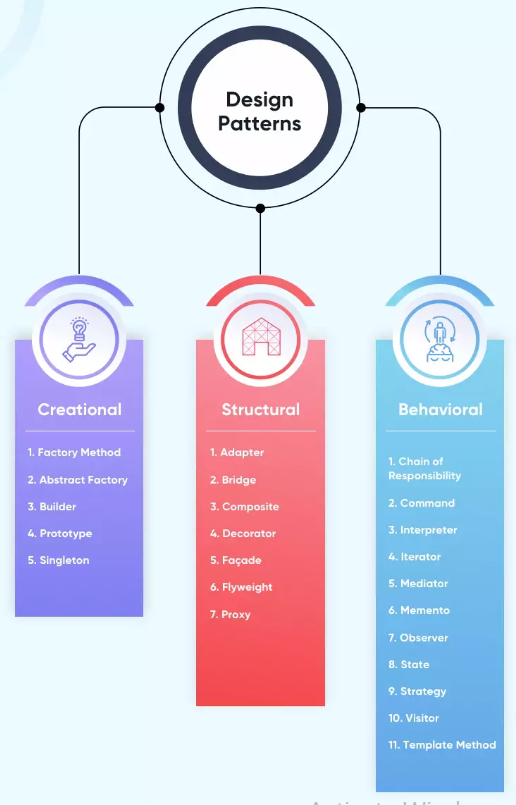 Design
Patterns
Creational
1. Factory Method
2. Abstract Factory
3. Builder
4. Prototype
5. Singleton
Structural
1. Adapter
2. Bridge
3. Composite
4. Decorator
5. Façade
6. Flyweight
7. Proxy
Behavioral
1. Chain of
Responsibility
2. Command
3. Interpreter
4. Iterator
5. Mediator
6. Memento
7. Observer
8. State
9. Strategy
10. Visitor
11. Template Method